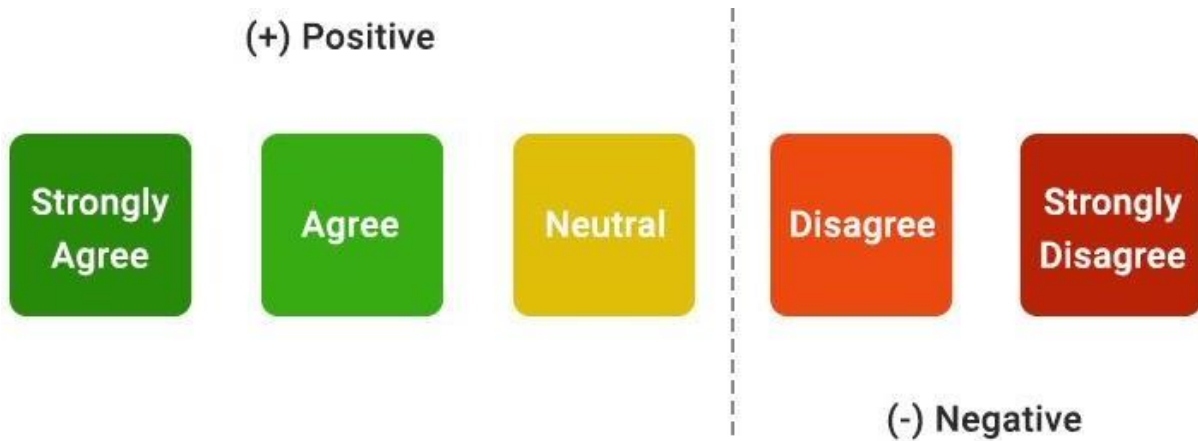 (+) Positive
Strongly
Agree
Agree
Neutral
Disagree
Strongly
Disagree
(-) Negative